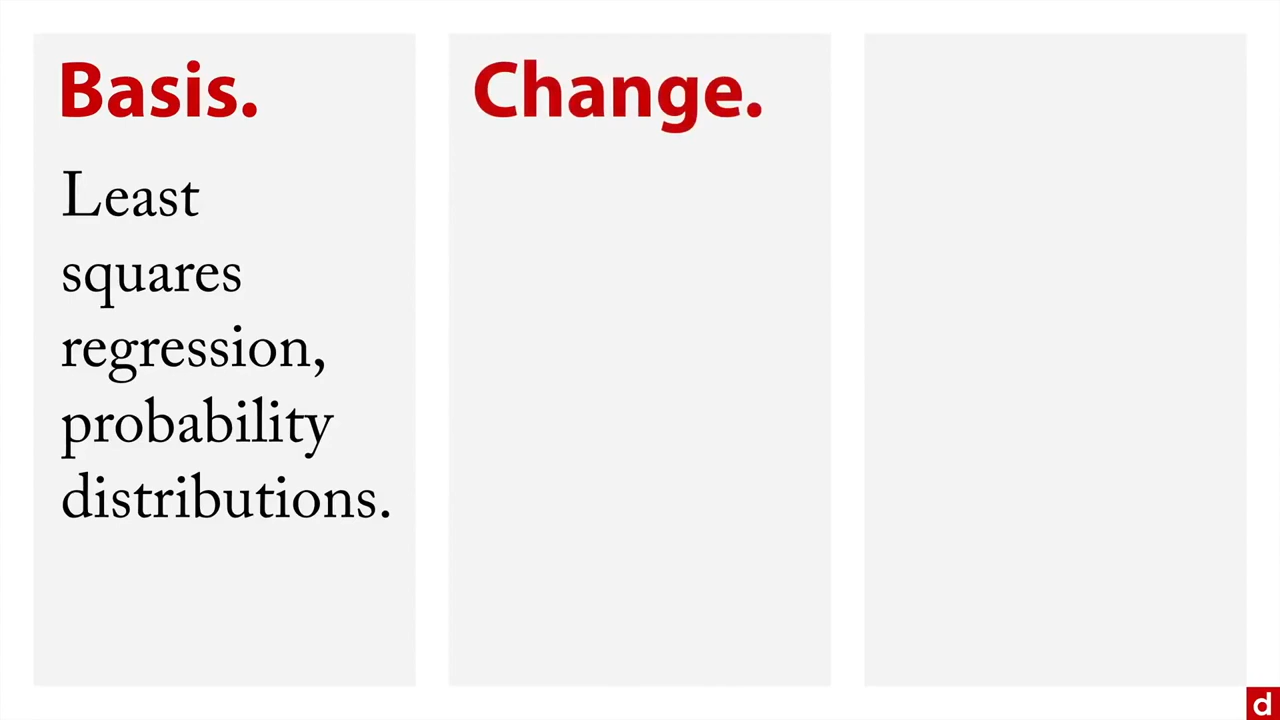 Basis.
Least
squares
regression,
probability
distributions.
Change.
d